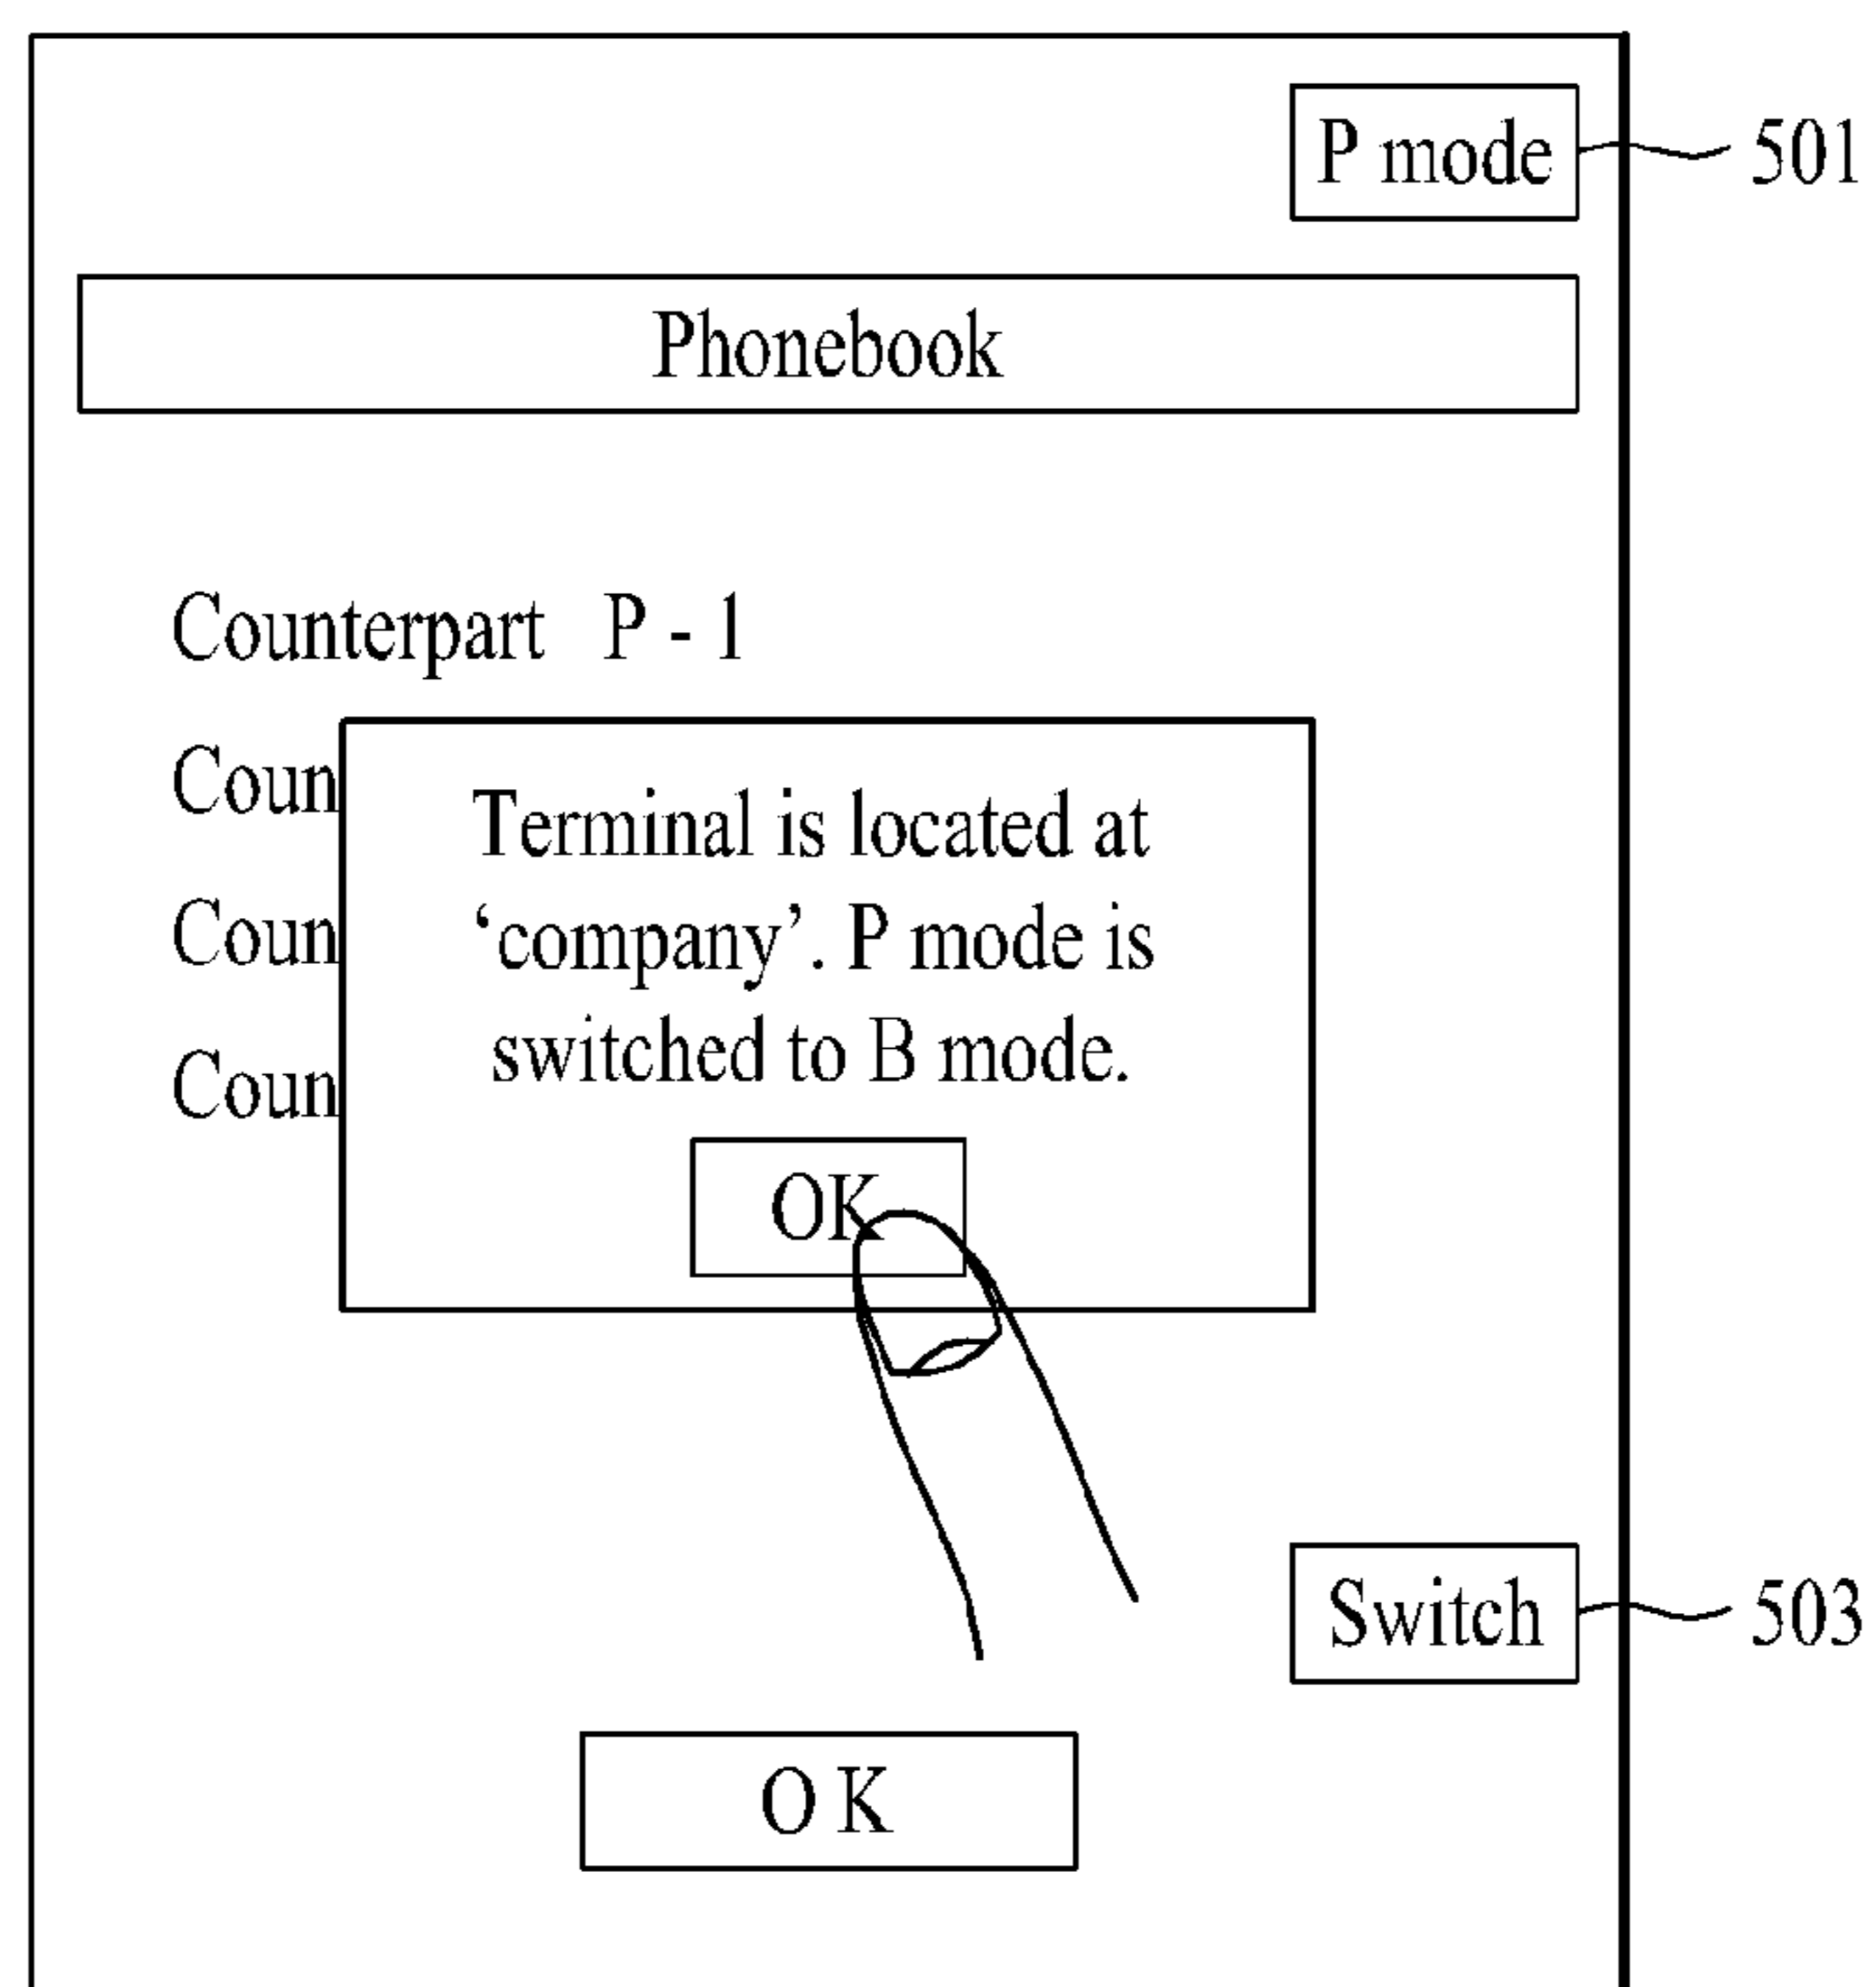 P mode
501
Phonebook
Counterpart P - 1
Coun
Terminal is located at
Coun
‘company’. P mode is
switched to B mode.
Coun
OK
Switch
503
O K